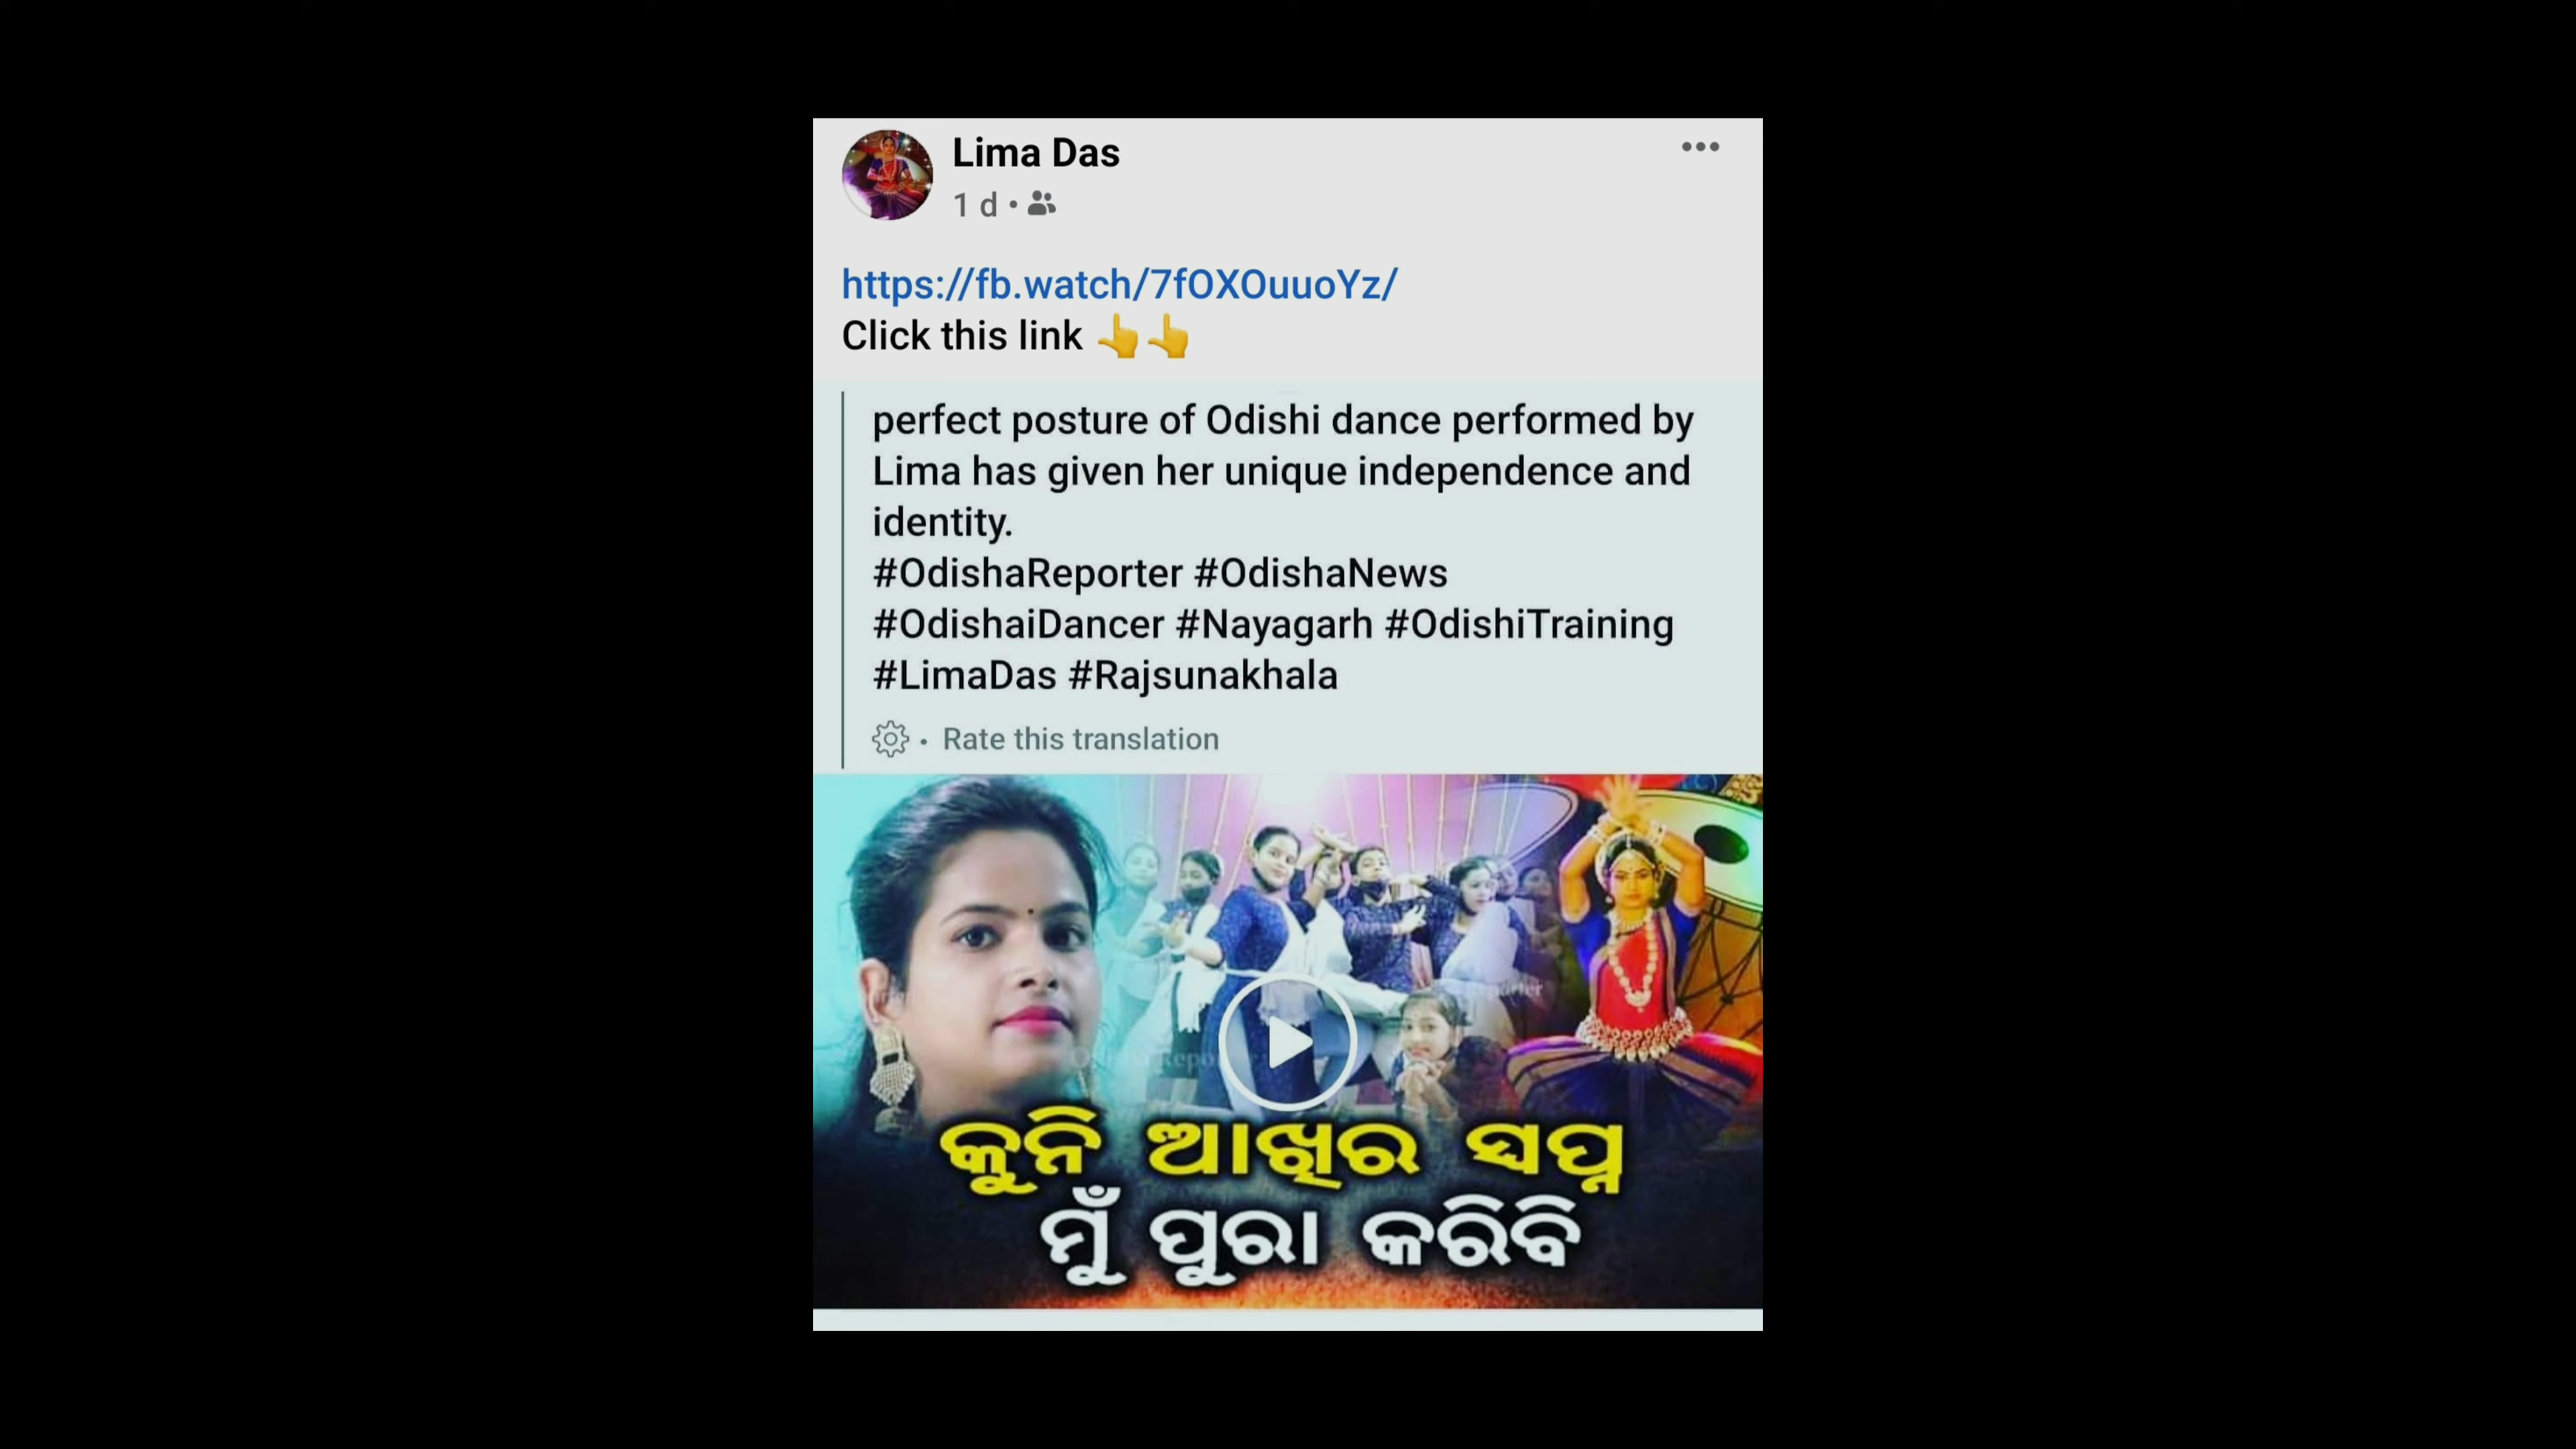 Lima Das
1 d •
https://fb.watch/7fOXOuuoYz/
Click this link 👆👆
perfect posture of Odishi dance performed by
Lima has given her unique independence and
identity.
#OdishaReporter #OdishaNews
#OdishaiDancer #Nayagarh #OdishiTraining
#LimaDas #Rajsunakhala
• Rate this translation
କୁନି ଆଖିର ସ୍ୱପ୍ନ
ମୁଁ ପୁରା କରିବି